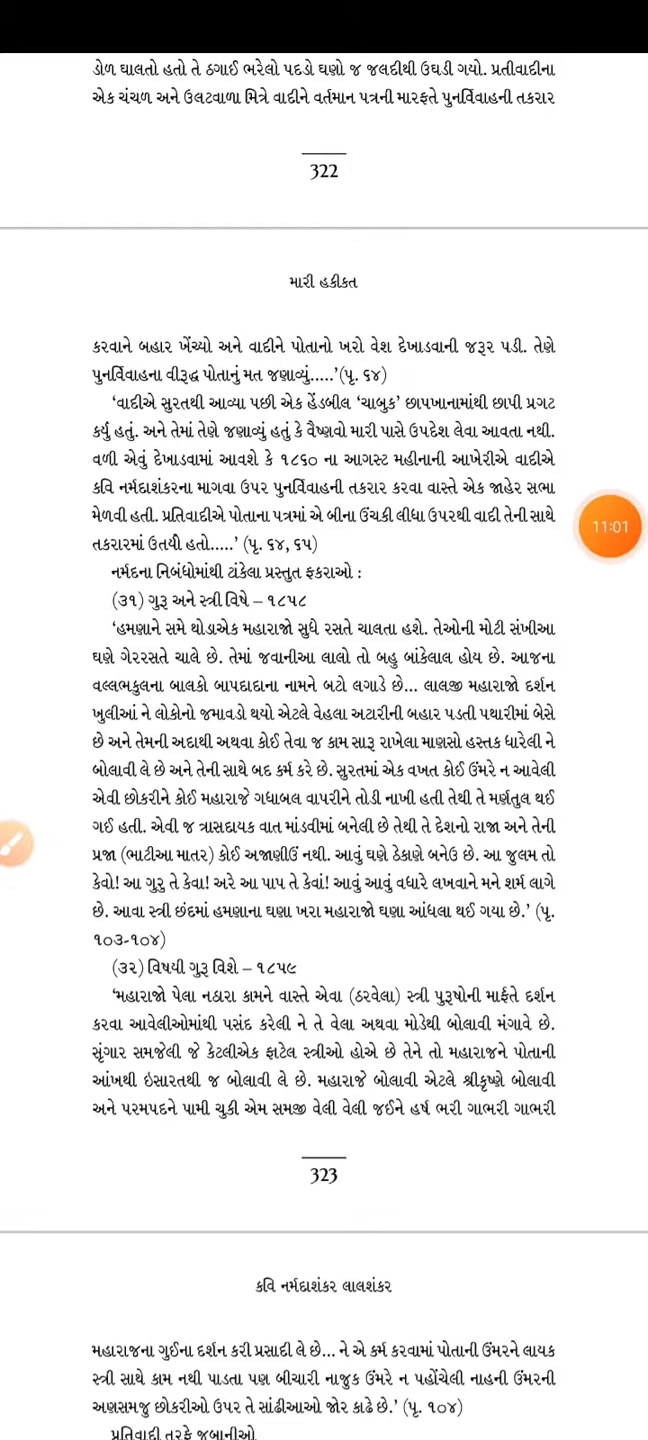 ડોળ ઘાલતો હતો તે ઠગાઈ ભરેલો પદડો ઘણો જ જલદીથી ઉઘડી ગયો. પ્રતીવાદીના
એક ચંચળ અને ઉલટવાળા મિત્રે વાદીને વર્તમાન પત્રની મારફતે પુનર્વિવાહની તકરાર
322
મારી હકીકત
કરવાને બહાર ખેંચ્યો અને વાદીને પોતાનો ખરો વેશ દેખાડવાની જરૂર પડી. તેણે
પુનર્વિવાહના વીરૂદ્ધ પોતાનું મત જણાવ્યું.....'(પૃ. ૬૪)
'વાદીએ સુરતથી આવ્યા પછી એક હેંડબીલ 'ચાબુક' છાપખાનામાંથી છાપી પ્રગટ
કર્યું હતું. અને તેમાં તેણે જણાવ્યું હતું કે વૈષ્ણવો મારી પાસે ઉપદેશ લેવા આવતા નથી.
વળી એવું દેખાડવામાં આવશે કે ૧૮૬૦ ના આગસ્ટ મહીનાની આખેરીએ વાદીએ
કવિ નર્મદાશંકરના માગવા ઉપર પુનર્વિવાહની તકરાર કરવા વાસ્તે એક જાહેર સભા
મેળવી હતી. પ્રતિવાદીએ પોતાના પત્રમાં એ બીના ઉંચકી લીધા ઉપરથી વાદી તેની સાથે
તકરારમાં ઉતર્યો હતો.....' (પૃ. ૬૪, ૬૫)
નર્મદના નિબંધોમાંથી ટાંકેલા પ્રસ્તુત ફકરાઓ :
(૩૧) ગુરૂ અને સ્ત્રી વિષે – ૧૮૫૮
'હમણાને સમે થોડાએક મહારાજો સુધે રસતે ચાલતા હશે. તેઓની મોટી સંખીઆ
ઘણે ગેરરસતે ચાલે છે. તેમાં જવાનીઆ લાલો તો બહુ બાંકેલાલ હોય છે. આજના
વલ્લભકુલના બાલકો બાપદાદાના નામને બટો લગાડે છે... લાલજી મહારાજો દર્શન
ખુલીઆં ને લોકોનો જમાવડો થયો એટલે વેહલા અટારીની બહાર પડતી પથારીમાં બેસે
છે અને તેમની અદાથી અથવા કોઈ તેવા જ કામ સારૂ રાખેલા માણસો હસ્તક ધારેલી ને
બોલાવી લે છે અને તેની સાથે બદ કર્મ કરે છે. સુરતમાં એક વખત કોઈ ઉંમરે ન આવેલી
એવી છોકરીને કોઈ મહારાજે ગધાબલ વાપરીને તોડી નાખી હતી તેથી તે મર્ણતુલ થઈ
ગઈ હતી. એવી જ ત્રાસદાયક વાત માંડવીમાં બનેલી છે તેથી તે દેશનો રાજા અને તેની
પ્રજા (ભાટીઆ માતર) કોઈ અજાણીઉં નથી. આવું ઘણે ઠેકાણે બનેઉ છે. આ જુલમ તો
કેવો! આ ગુરુ તે કેવા! અરે આ પાપ તે કેવાં! આવું આવું વધારે લખવાને મને શર્મ લાગે
છે. આવા સ્ત્રી છંદમાં હમણાના ઘણા ખરા મહારાજો ઘણા આંધલા થઈ ગયા છે.' (પૃ.
૧૦૩-૧૦૪)
(૩૨) વિષયી ગુરૂ વિશે – ૧૮૫૯
'મહારાજો પેલા નઠારા કામને વાસ્તે એવા (ઠરવેલા) સ્ત્રી પુરૂષોની માર્ફતે દર્શન
કરવા આવેલીઓમાંથી પસંદ કરેલી ને તે વેલા અથવા મોડેથી બોલાવી મંગાવે છે.
સૃંગાર સમજેલી જે કેટલીએક ફાટેલ સ્ત્રીઓ હોએ છે તેને તો મહારાજને પોતાની
આંખથી ઇસારતથી જ બોલાવી લે છે. મહારાજે બોલાવી એટલે શ્રીકૃષ્ણે બોલાવી
અને પરમપદને પામી ચુકી એમ સમજી વેલી વેલી જઈને હર્ષ ભરી ગાભરી ગાભરી
323
કવિ નર્મદાશંકર લાલશંકર
મહારાજના ગુઈના દર્શન કરી પ્રસાદી લે છે... ને એ કર્મ કરવામાં પોતાની ઉંમરને લાયક
સ્ત્રી સાથે કામ નથી પાડતા પણ બીચારી નાજુક ઉંમરે ન પહોંચેલી નાહની ઉંમરની
અણસમજુ છોકરીઓ ઉપર તે સાંઢીઆઓ જોર કાઢે છે.' (પૃ. ૧૦૪)
પ્રતિવાદી તરફે જુબાનીઓ
11:01